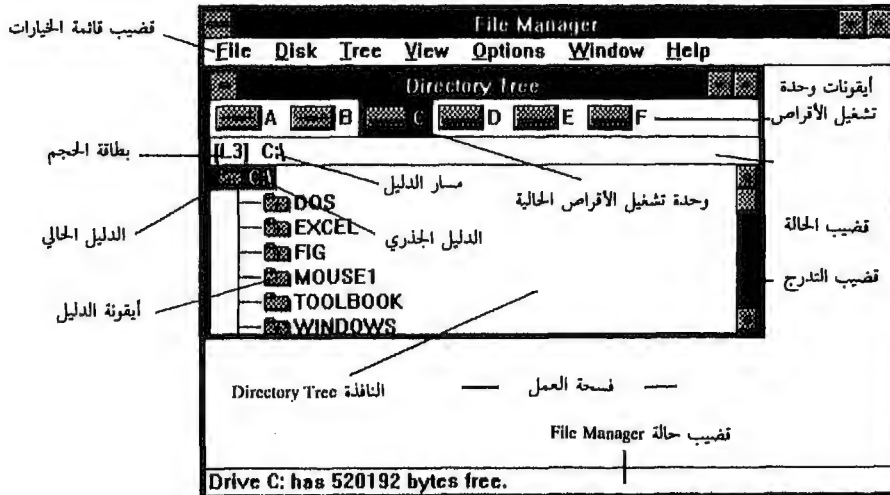 File Manager
قضيب قائمة الخيارات
File Disk Tree View Options Window Help
Directory Tree
أيقونات وحدة
تشغيل الأقراص
A B C D E F
بطاقة الحجم
[L3] C:\
مسار الدليل
وحدة تشغيل الأقراص الحالية
C:\
الدليل الحالي
الدليل الجذري
قضيب الحالة
قضيب التدرج
DOS
EXCEL
FIG
MOUSE1
TOOLBOOK
WINDOWS
أيقونة الدليل
النافذة Directory Tree
فسحة العمل
قضيب حالة File Manager
Drive C: has 520192 bytes free.